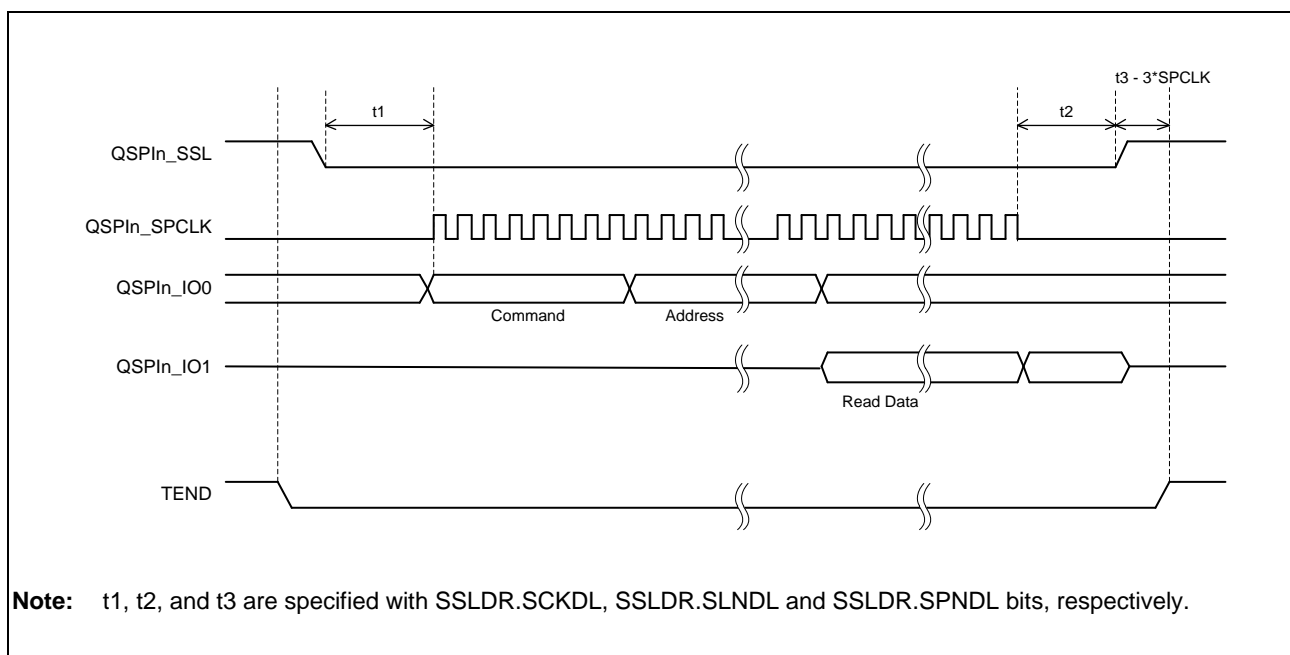 t3 - 3*SPCLK
t1
t2
QSPIn_SSL
QSPIn_SPCLK
QSPIn_IO0
Command
Address
QSPIn_IO1
Read Data
TEND
Note: t1, t2, and t3 are specified with SSLDR.SCKDL, SSLDR.SLNDL and SSLDR.SPNDL bits, respectively.